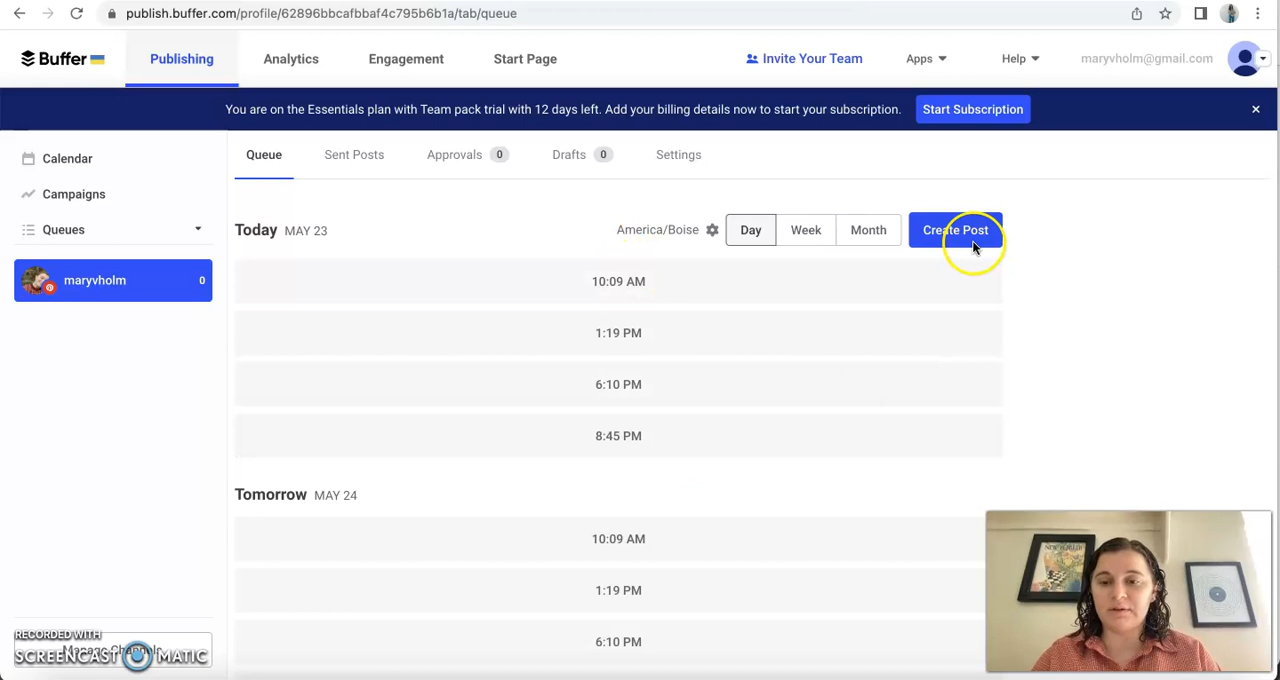 publish.buffer.com/profile/62896bbcafbbaf4c795b6b1a/tab/queue
Buffer
Publishing
Analytics
Engagement
Start Page
Invite Your Team
Apps
Help
maryvholm@gmail.com
You are on the Essentials plan with Team pack trial with 12 days left. Add your billing details now to start your subscription.
Start Subscription
Calendar
Campaigns
Queues
maryvholm 0
Queue
Sent Posts
Approvals 0
Drafts 0
Settings
Today MAY 23
America/Boise
Day
Week
Month
Create Post
10:09 AM
1:19 PM
6:10 PM
8:45 PM
Tomorrow MAY 24
10:09 AM
1:19 PM
6:10 PM
RECORDED WITH
SCREENCAST MATIC